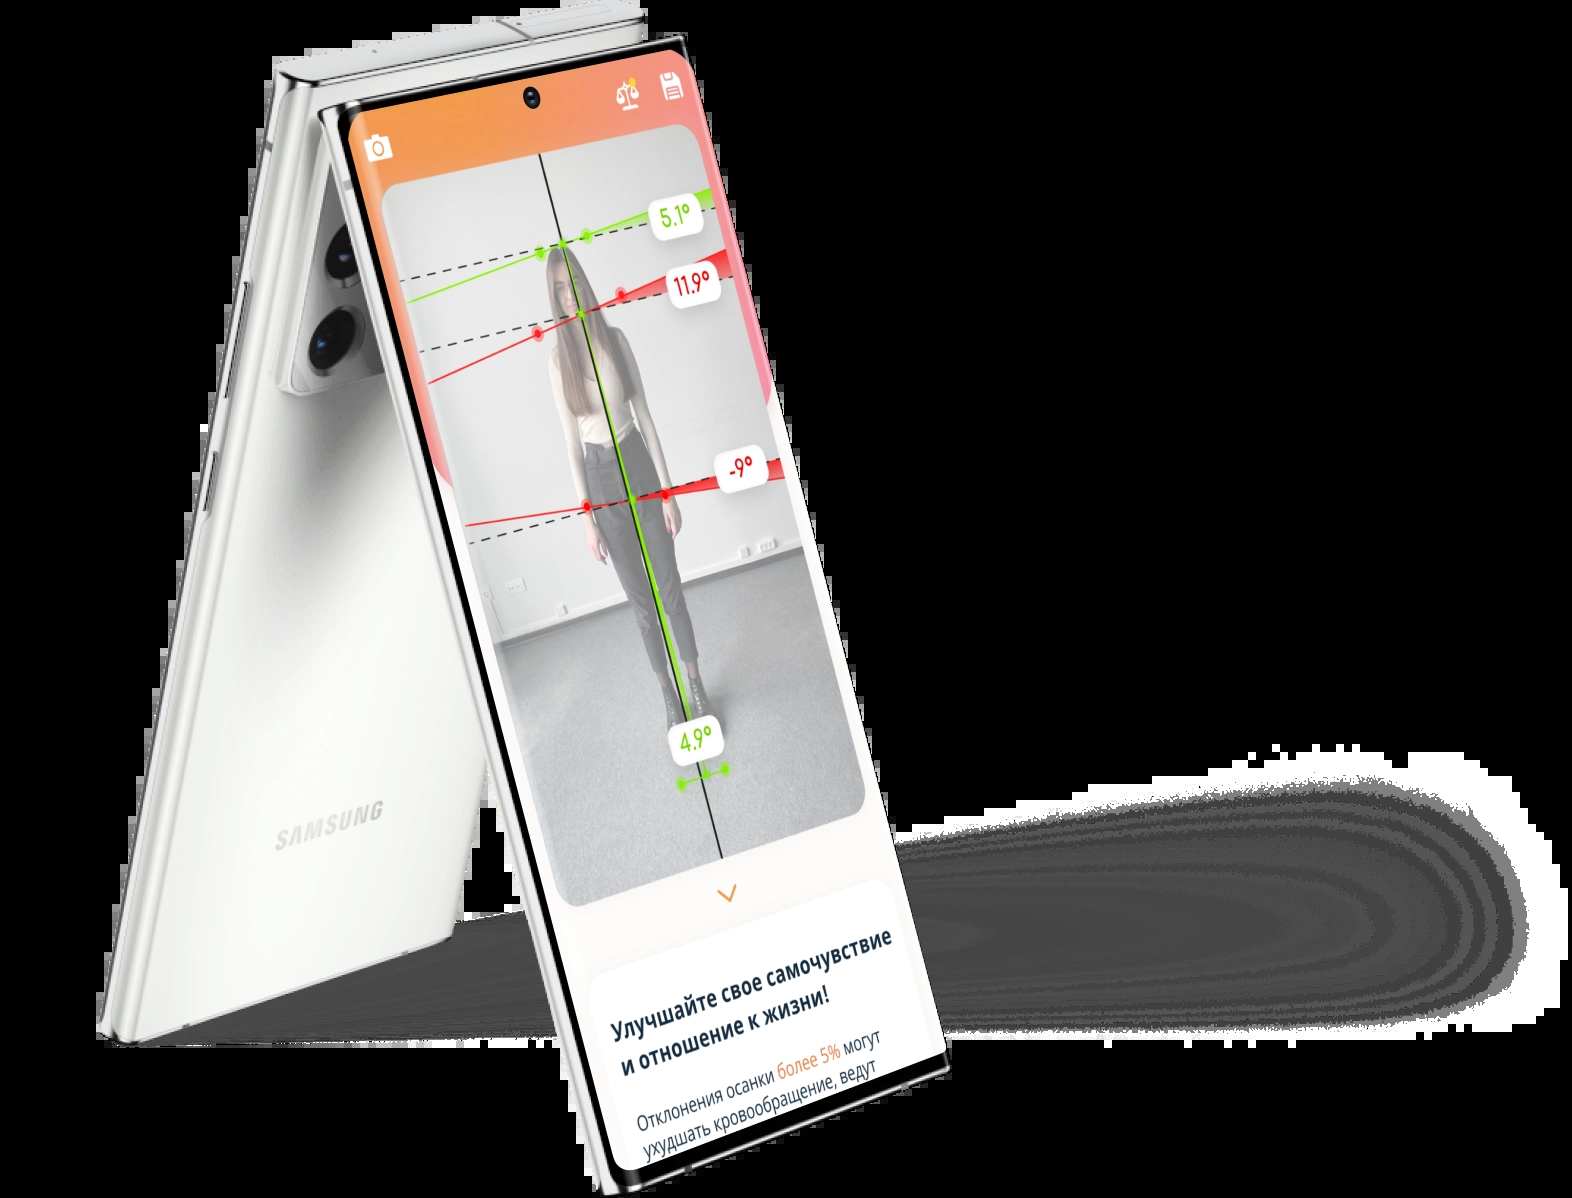 5.1°
11.9°
-9°
4.9°
SAMSUNG
Улучшайте свое самочувствие
и отношение к жизни!
Отклонения осанки более 5% могут
ухудшать кровообращение, ведут